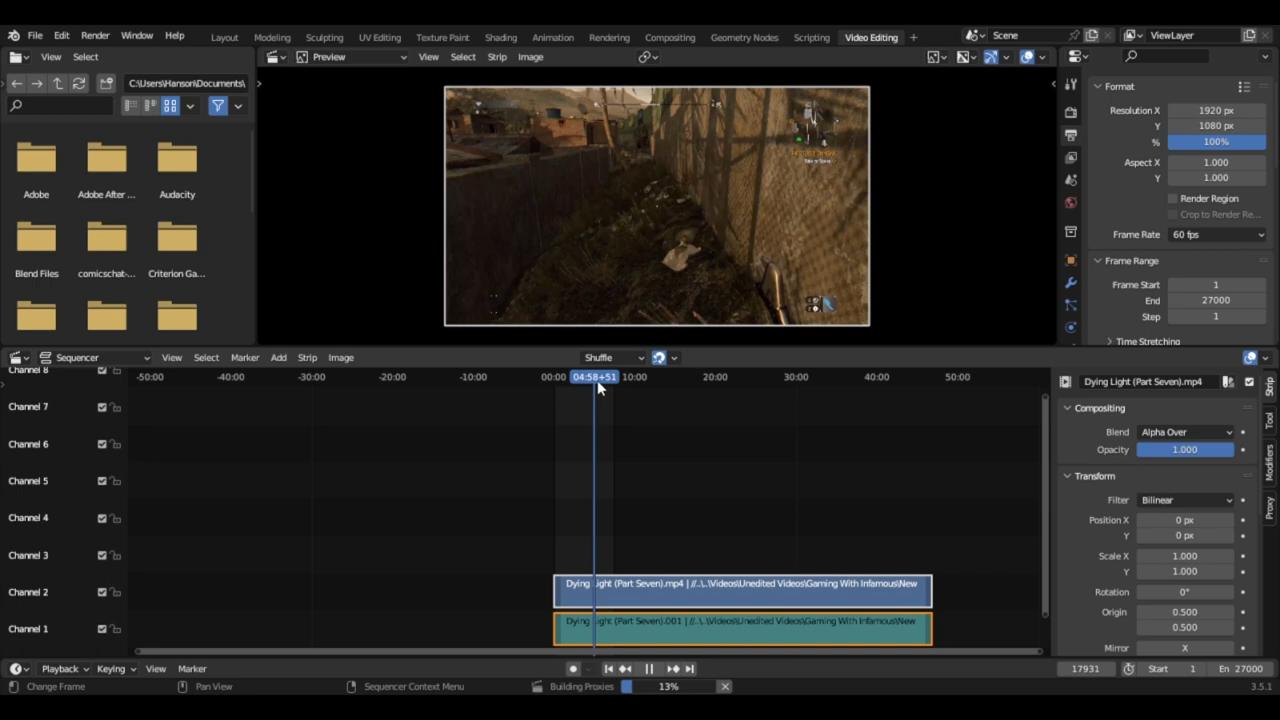 File Edit Render Window Help Layout Modeling Sculpting UV Editing Texture Paint Shading Animation Rendering Compositing Geometry Nodes Scripting Video Editing + Scene ViewLayer
View Select Preview View Select Strip Image
C:\Users\Hanson\Documents\
Format
Resolution X 1920 px
Y 1080 px
% 100%
Aspect X 1.000
Y 1.000
Render Region
Crop to Render Re...
Frame Rate 60 fps
Frame Range
Frame Start 1
End 27000
Step 1
Time Stretching
Adobe Adobe After ... Audacity
Blend Files comicschat-... Criterion Ga...
Sequencer View Select Marker Add Strip Image Shuffle
-50:00 -40:00 -30:00 -20:00 -10:00 00:00 04:58+51 10:00 20:00 30:00 40:00 50:00
Channel 8
Channel 7
Channel 6
Channel 5
Channel 4
Channel 3
Channel 2
Channel 1
Dying Light (Part Seven).mp4 | //..\..\Videos\Unedited Videos\Gaming With Infamous\New
Dying Light (Part Seven).001 | //..\..\Videos\Unedited Videos\Gaming With Infamous\New
Dying Light (Part Seven).mp4
Compositing
Blend Alpha Over
Opacity 1.000
Transform
Filter Bilinear
Position X 0 px
Y 0 px
Scale X 1.000
Y 1.000
Rotation 0°
Origin 0.500
0.500
Mirror X
Strip
Tool
Modifiers
Proxy
Playback Keying View Marker 17931 Start 1 En 27000
Change Frame Pan View Sequencer Context Menu Building Proxies 13% 3.5.1